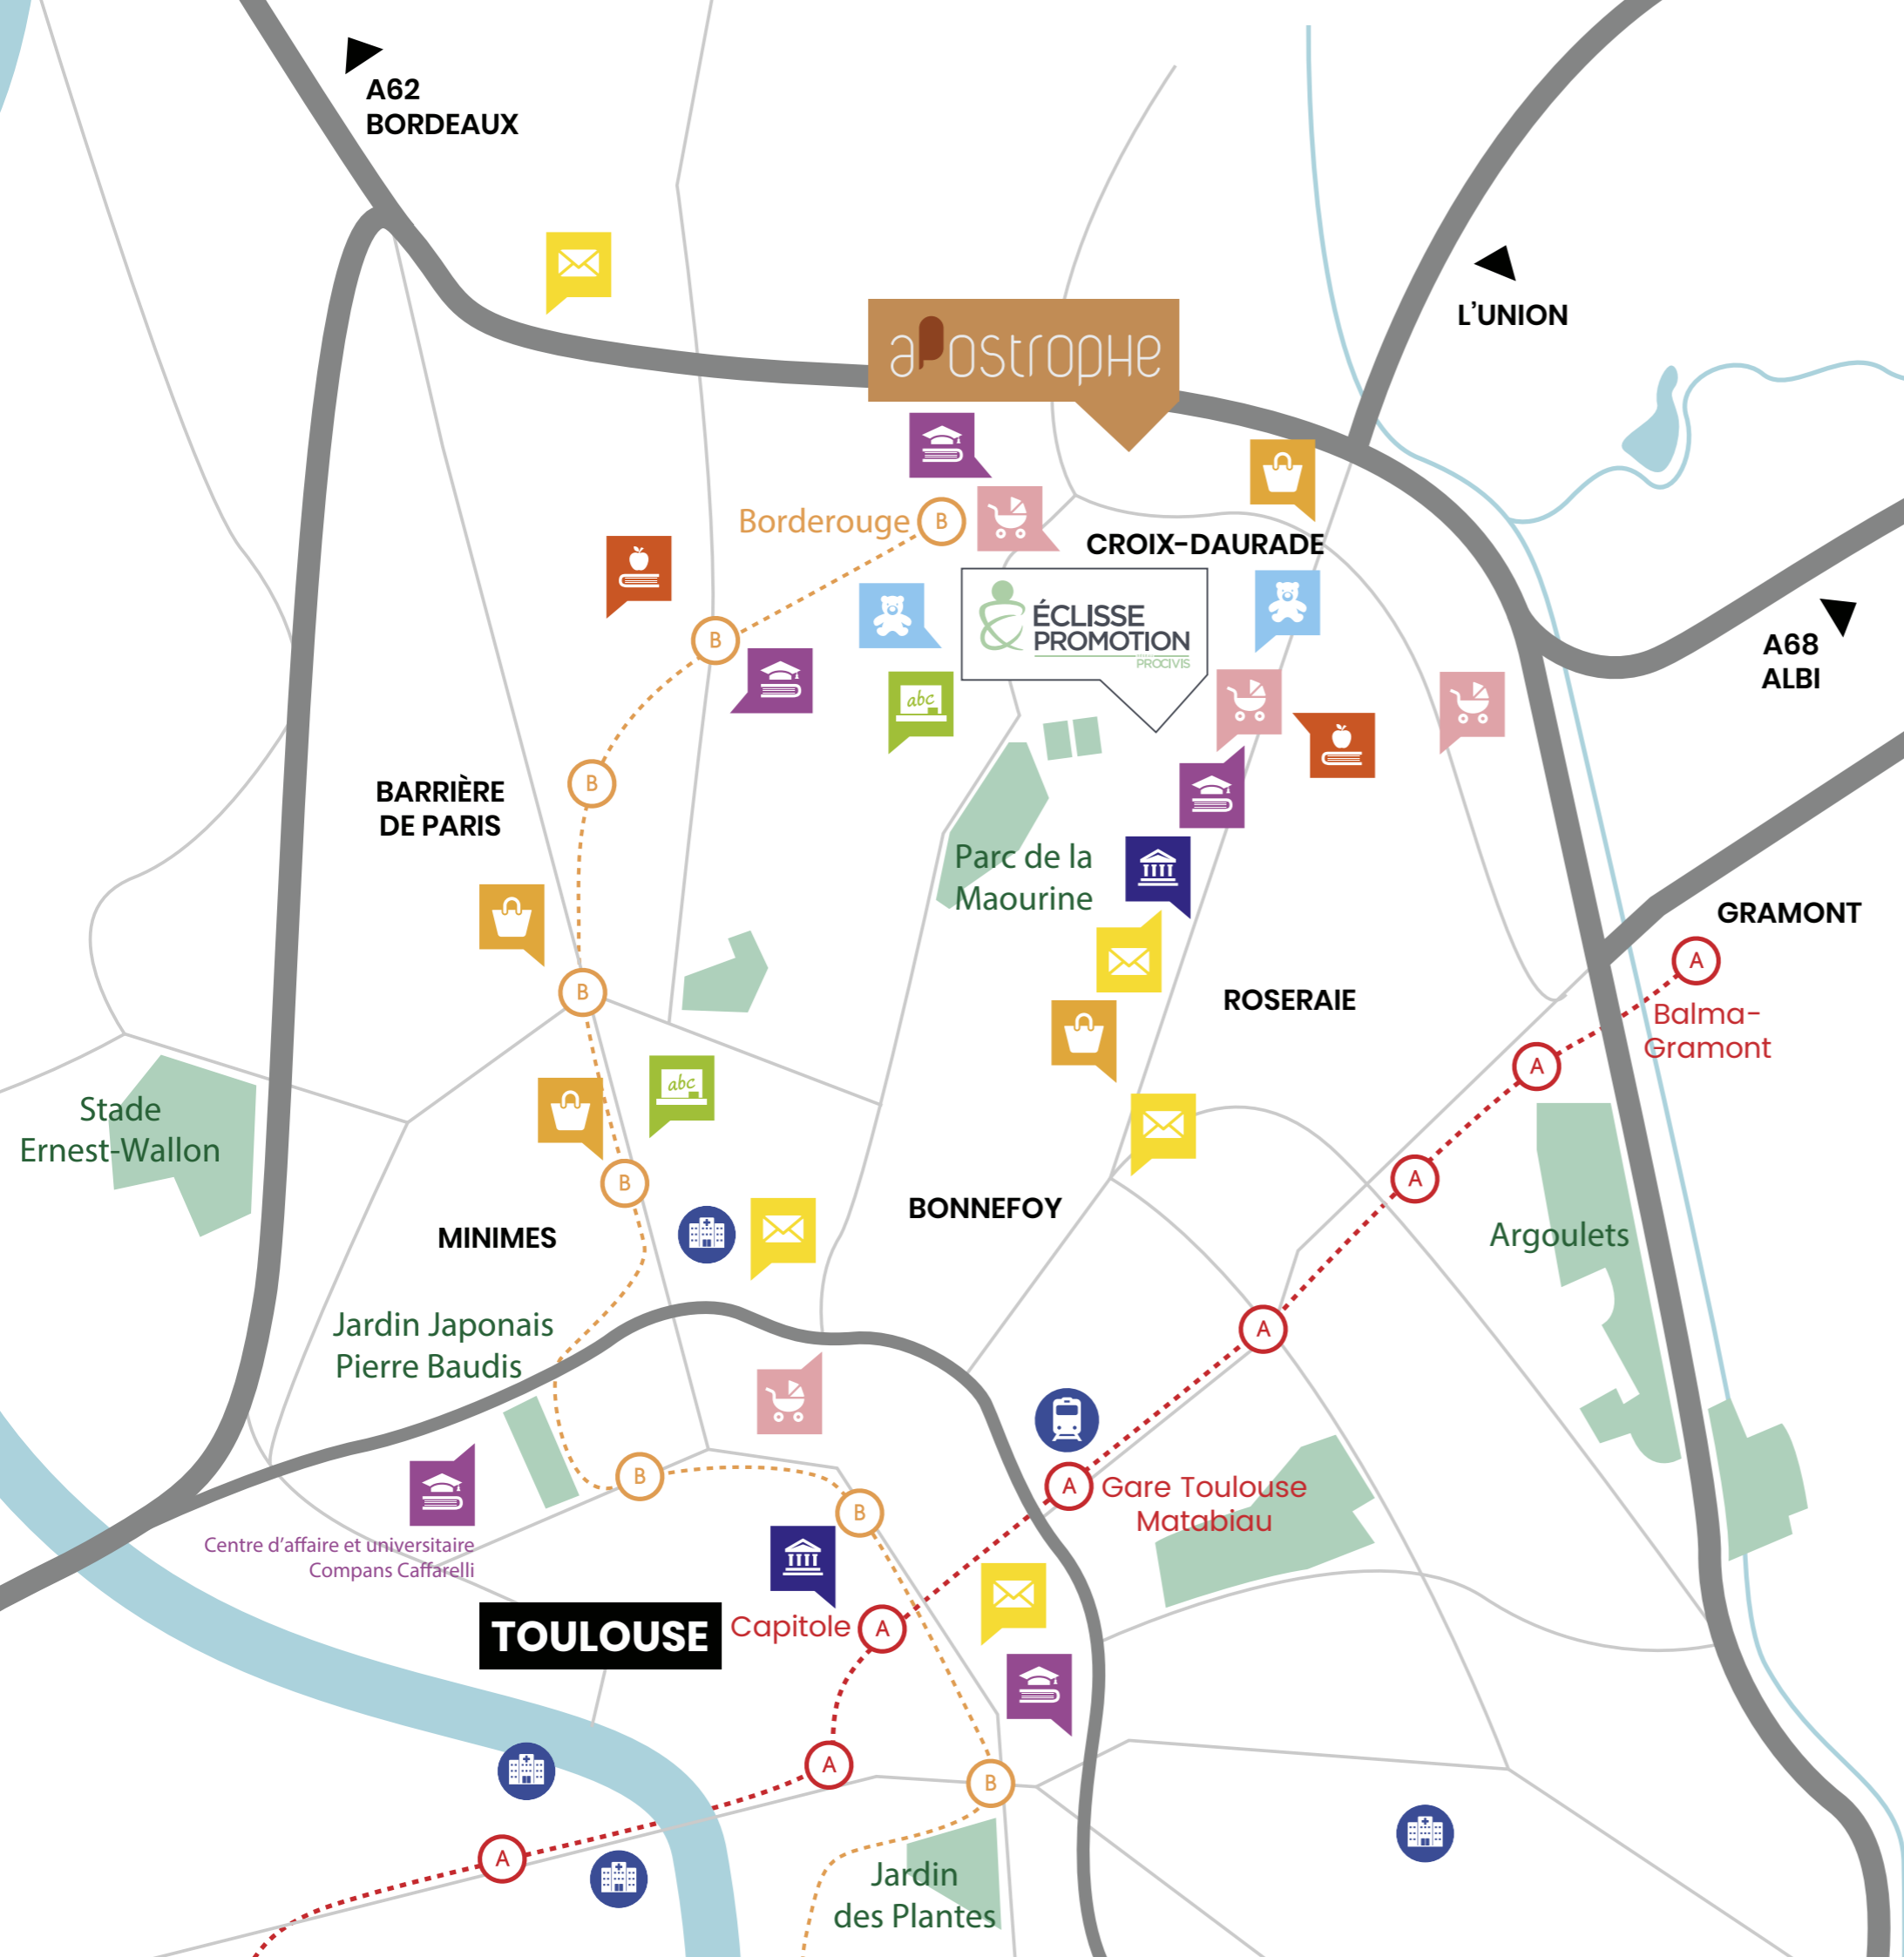 A62
BORDEAUX
L'UNION
aPostropHe
Borderouge
B
CROIX-DAURADE
ÉCLISSE
PROMOTION
PROCIVIS
B
A68
ALBI
abc
B
BARRIÈRE
DE PARIS
Parc de la
Maourine
GRAMONT
A
B
ROSERAIE
Balma-
Gramont
A
abc
Stade
Ernest-Wallon
B
A
BONNEFOY
MINIMES
Argoulets
Jardin Japonais
Pierre Baudis
A
B
A
Gare Toulouse
Matabiau
B
Centre d'affaire et universitaire
Compans Caffarelli
TOULOUSE
Capitole
A
A
B
A
Jardin
des Plantes
B